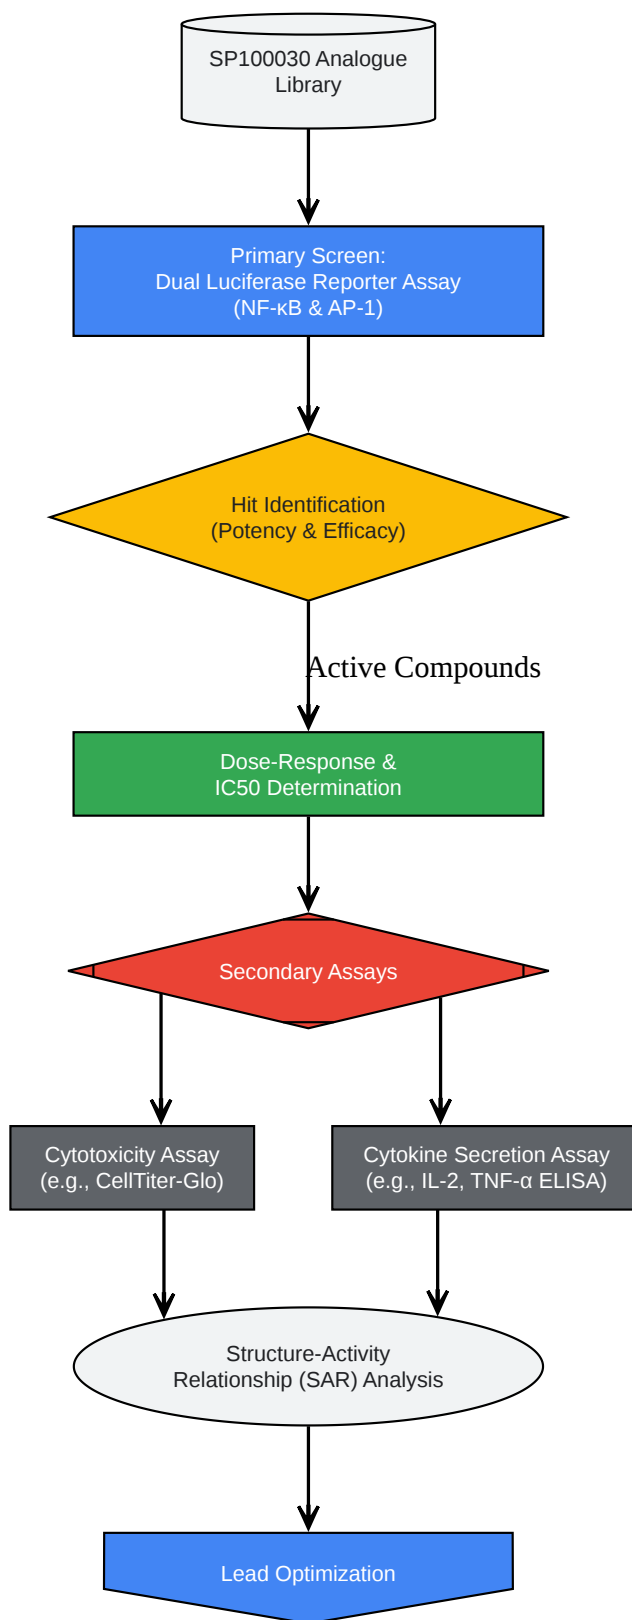 SP100030 Analogue
Library
Primary Screen:
Dual Luciferase Reporter Assay
(NF-κB & AP-1)
Hit Identification
(Potency & Efficacy)
Active Compounds
Dose-Response &
IC50 Determination
Secondary Assays
Cytotoxicity Assay
(e.g., CellTiter-Glo)
Cytokine Secretion Assay
(e.g., IL-2, TNF-α ELISA)
Structure-Activity
Relationship (SAR) Analysis
Lead Optimization